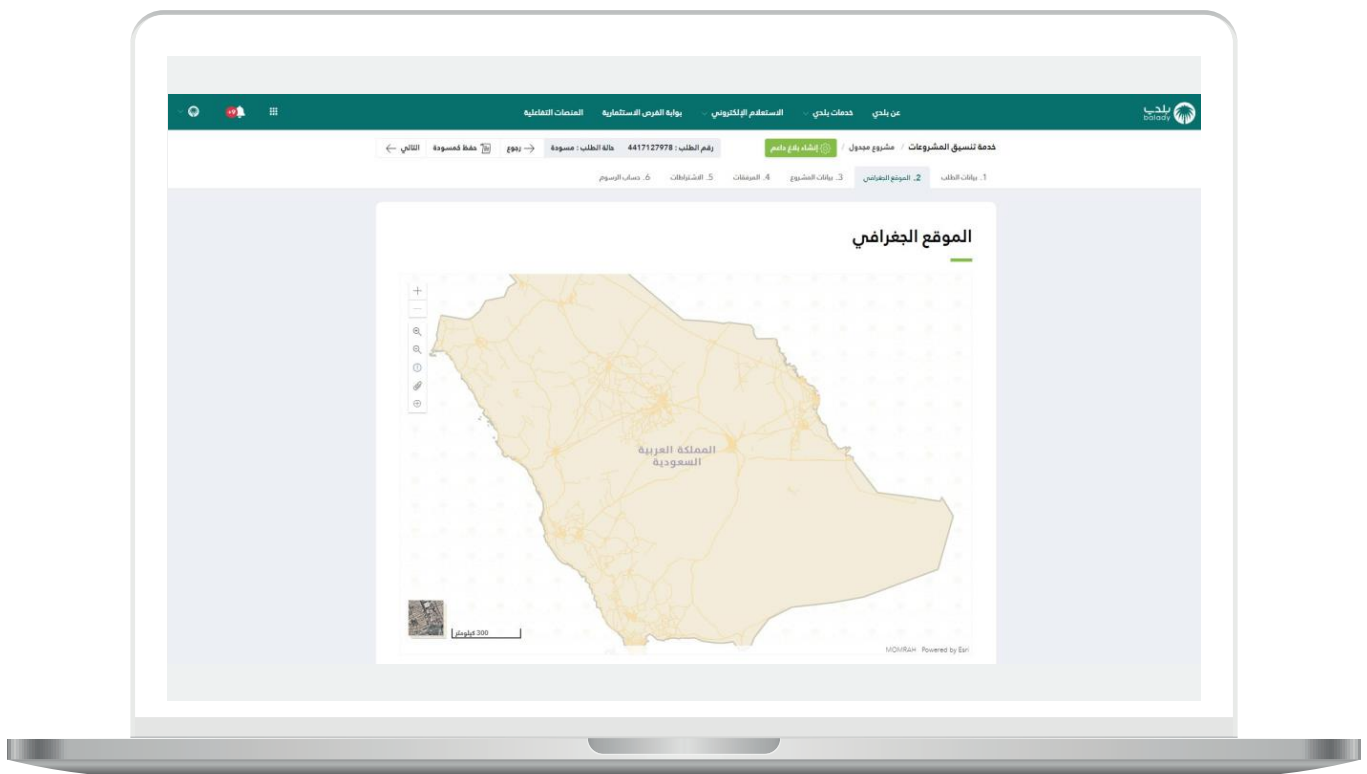 بلدي
balady
عن بلدي خدمات بلدي الاستعلام الإلكتروني بوابة الفرص الاستثمارية المنصات التفاعلية
خدمة تنسيق المشروعات / مشروع مجدول / إنشاء بلاغ داعم رقم الطلب : 4417127978 حالة الطلب : مسودة رجوع حفظ كمسودة التالي
1. بيانات الطلب 2. الموقع الجغرافي 3. بيانات المشروع 4. المرفقات 5. الاشتراطات 6. حساب الرسوم
الموقع الجغرافي
المملكة العربية
السعودية
300 كيلومتر
MOMRAH Powered by Esri